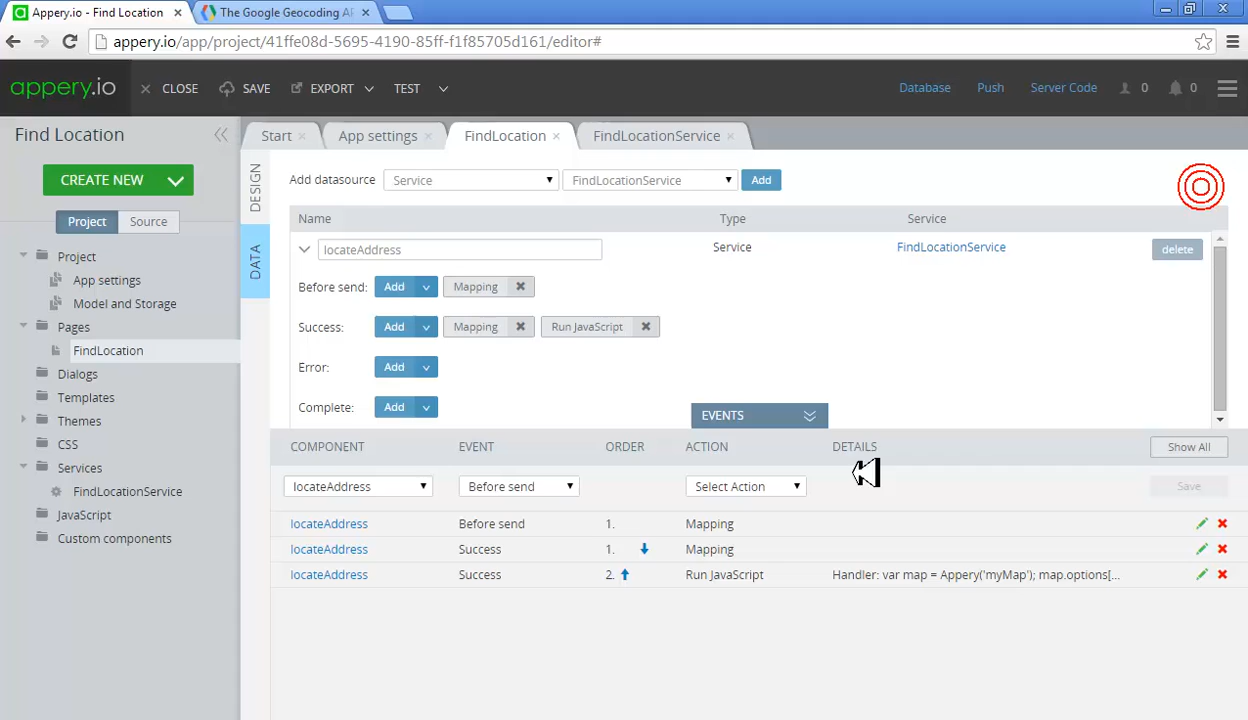 Appery.io - Find Location
The Google Geocoding AP
appery.io/app/project/41ffe08d-5695-4190-85ff-f1f85705d161/editor#
appery.io
CLOSE SAVE EXPORT TEST
Database Push Server Code 0 0
Find Location
Start App settings FindLocation FindLocationService
CREATE NEW
Project Source
Project
App settings
Model and Storage
Pages
FindLocation
Dialogs
Templates
Themes
CSS
Services
FindLocationService
JavaScript
Custom components
DESIGN
DATA
Add datasource Service FindLocationService Add
Name Type Service
locateAddress Service FindLocationService delete
Before send: Add Mapping
Success: Add Mapping Run JavaScript
Error: Add
Complete: Add
EVENTS
COMPONENT EVENT ORDER ACTION DETAILS Show All
locateAddress Before send Select Action Save
locateAddress Before send 1. Mapping
locateAddress Success 1. Mapping
locateAddress Success 2. Run JavaScript Handler: var map = Appery('myMap'); map.options[...